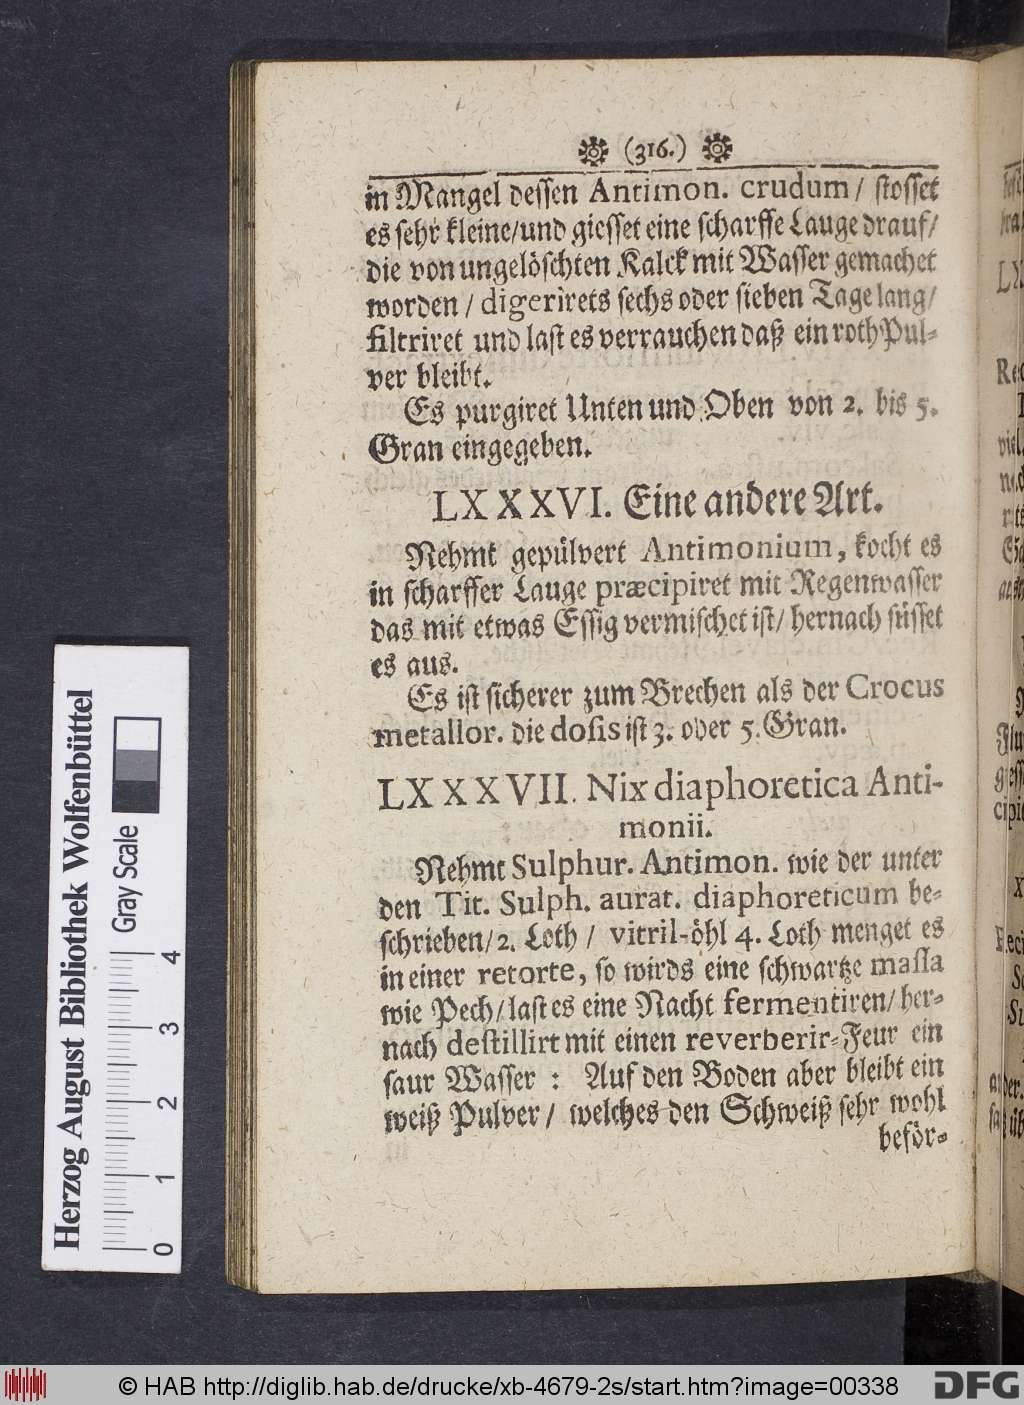 (316.)
in Mangel dessen Antimon. crudum / stosset
es sehr kleine/und giesset eine scharffe Lauge drauf/
die von ungelöschten Kalck mit Wasser gemachet
worden / digerirets sechs oder sieben Tage lang/
filtriret und last es verrauchen daß ein roth Pul-
ver bleibt.
Es purgiret Unten und Oben von 2. bis 5.
Gran eingegeben.
LXXXVI. Eine andere Art.
Nehmt gepülvert Antimonium, kocht es
in scharffer Lauge præcipiret mit Regenwasser
das mit etwas Essig vermischet ist/ hernach süsset
es aus.
Es ist sicherer zum Brechen als der Crocus
metallor. die dosis ist 3. oder 5. Gran.
LXXXVII. Nix diaphoretica Anti-
monii.
Nehmt Sulphur. Antimon. wie der unter
den Tit. Sulph. aurat. diaphoreticum be-
schrieben/2. Loth / vitril-öhl 4. Loth menget es
in einer retorte, so wirds eine schwartze massa
wie Pech/ last es eine Nacht fermentiren/ her-
nach destillirt mit einen reverberir-Feur ein
saur Wasser : Auf den Boden aber bleibt ein
weiß Pulver / welches den Schweiß sehr wohl
beför-
Herzog August Bibliothek Wolfenbüttel
Gray Scale
0 1 2 3 4
© HAB http://diglib.hab.de/drucke/xb-4679-2s/start.htm?image=00338
DFG